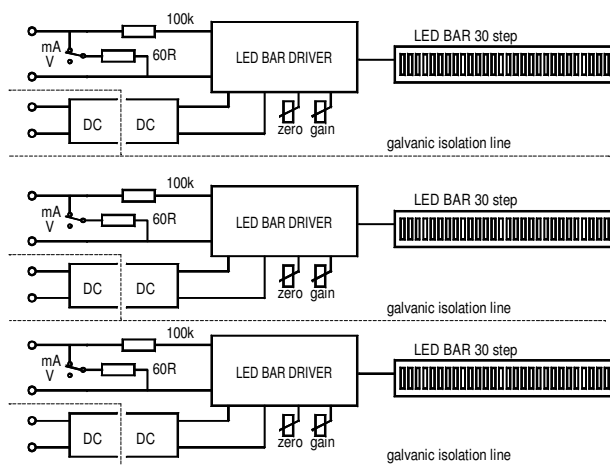 100k
LED BAR 30 step
mA
V
60R
LED BAR DRIVER
DC DC
zero gain
galvanic isolation line
100k
LED BAR 30 step
mA
V
60R
LED BAR DRIVER
DC DC
zero gain
galvanic isolation line
100k
LED BAR 30 step
mA
V
60R
LED BAR DRIVER
DC DC
zero gain
galvanic isolation line